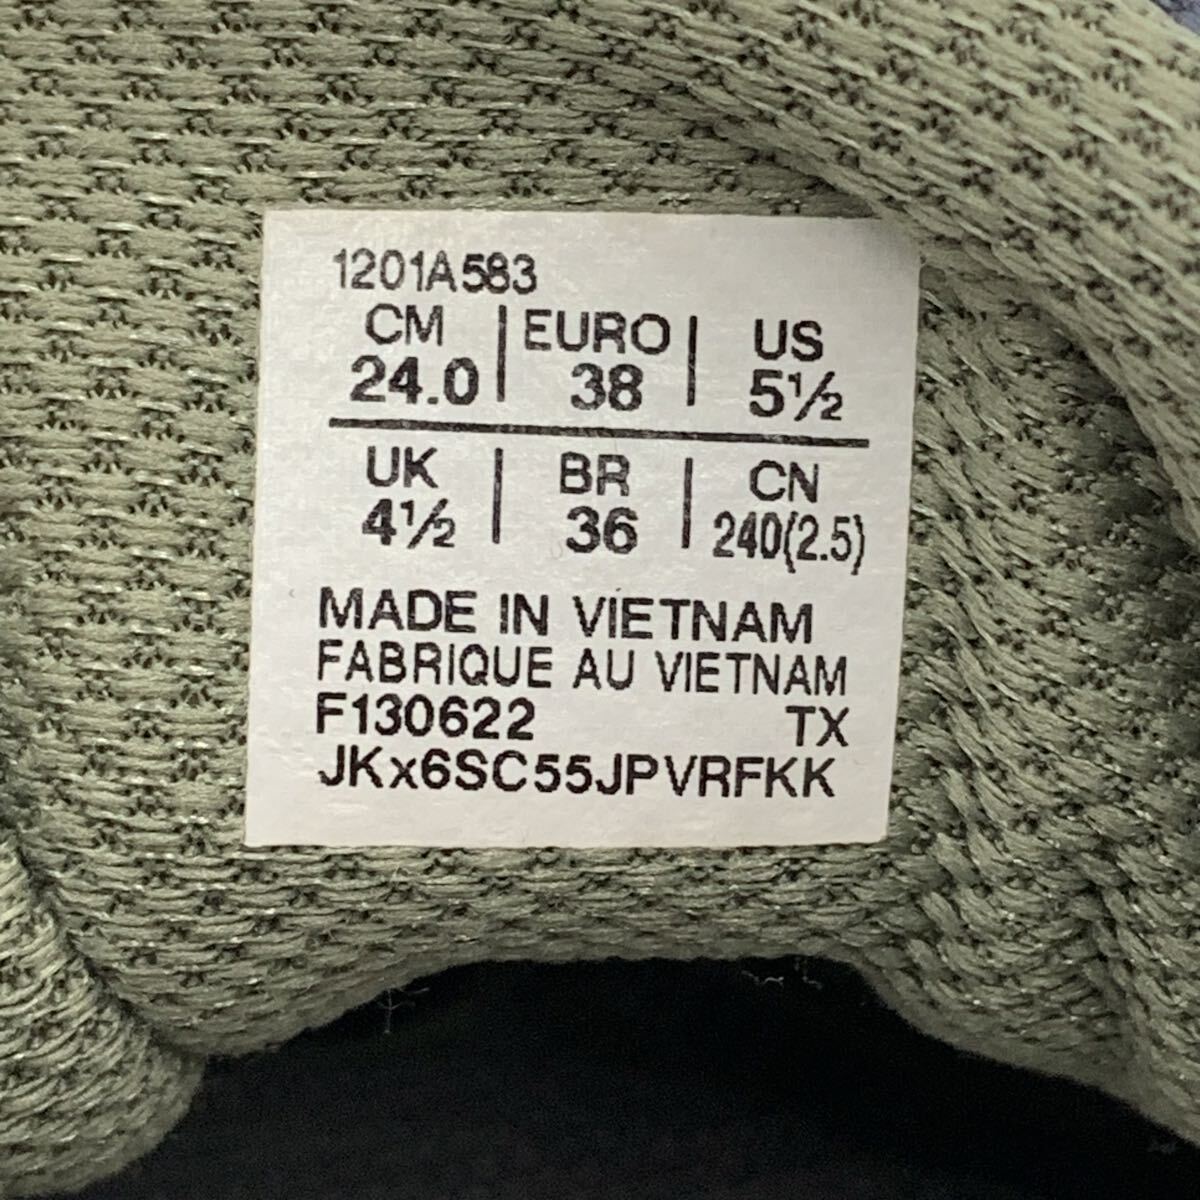 1201A583
CM | EURO | US
24.0 | 38 | 5½
UK | BR | CN
4½ | 36 | 240(2.5)
MADE IN VIETNAM
FABRIQUE AU VIETNAM
F130622 TX
JKx6SC55JPVRFKK